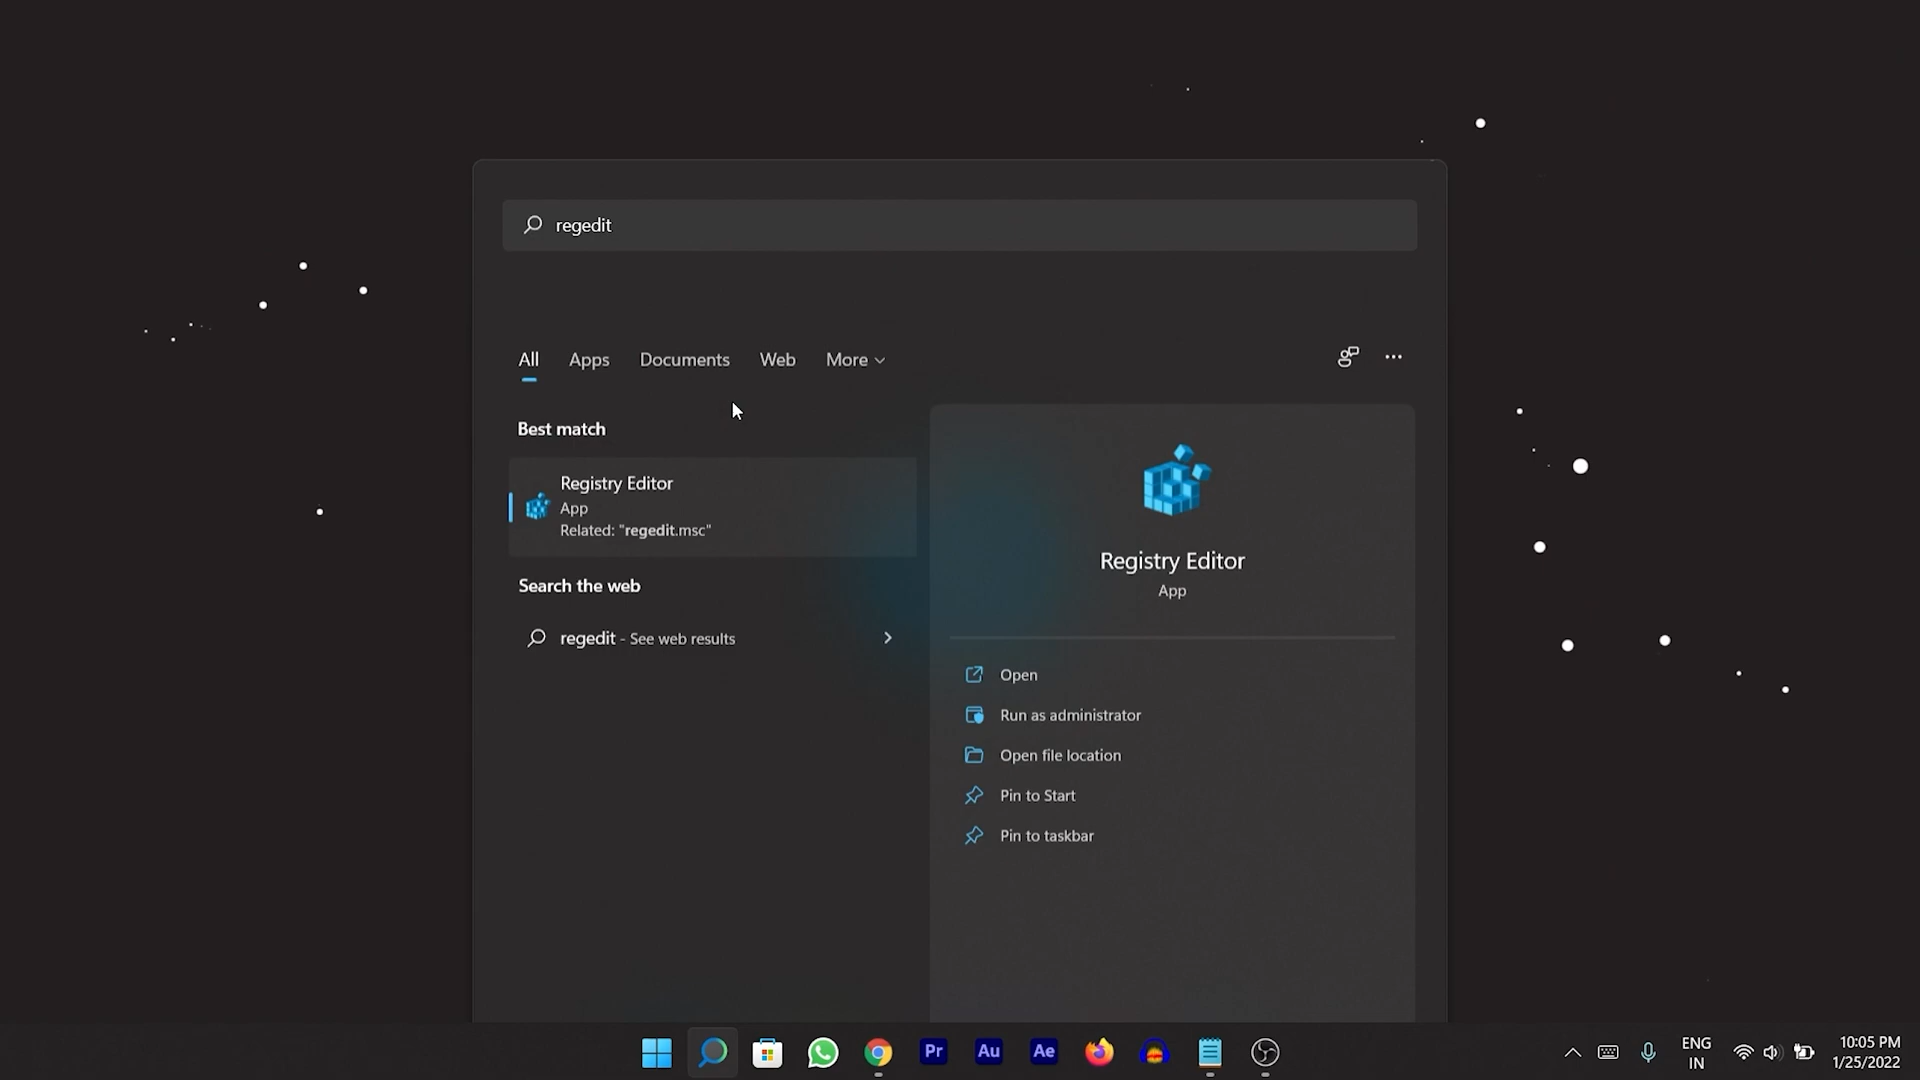 regedit
All Apps Documents Web More
Best match
Registry Editor
App
Related: "regedit.msc"
Search the web
regedit - See web results
Registry Editor
App
Open
Run as administrator
Open file location
Pin to Start
Pin to taskbar
Pr Au Ae
ENG
IN
10:05 PM
1/25/2022